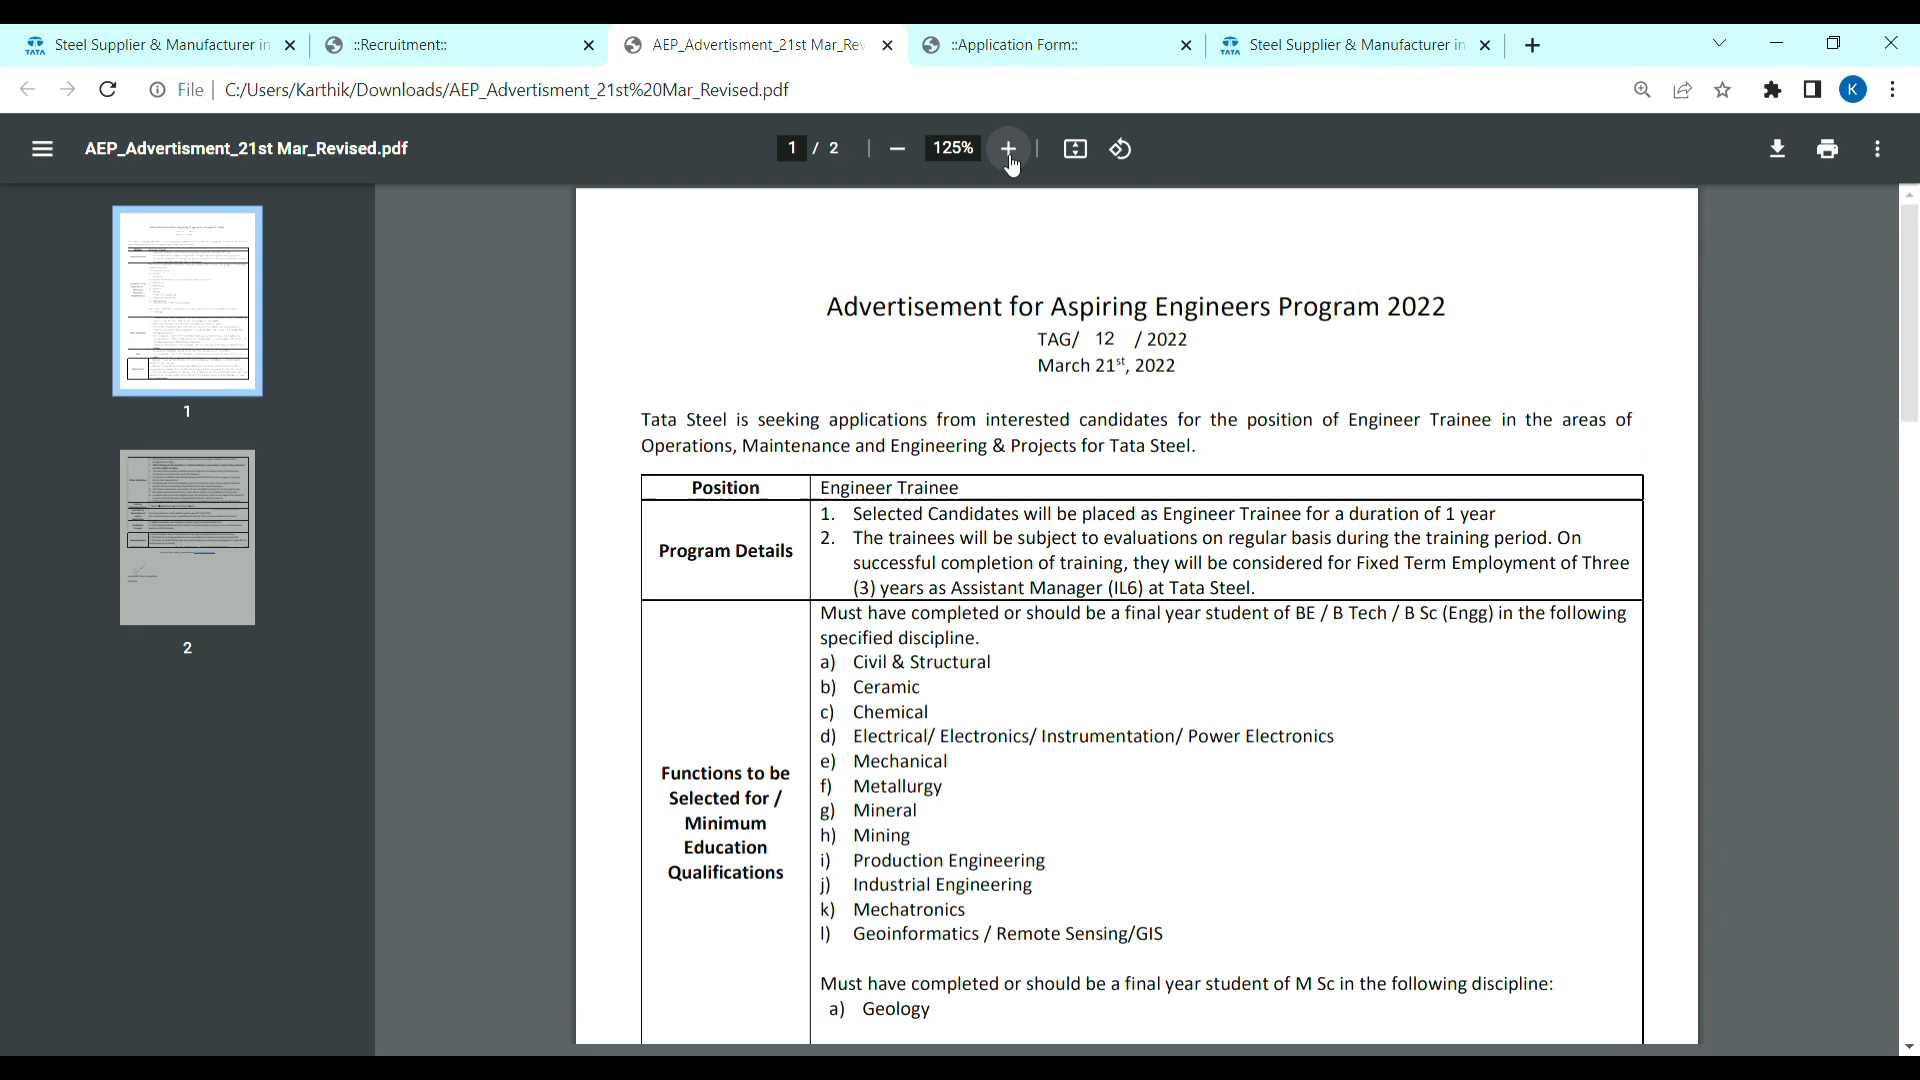 TATA Steel Supplier & Manufacturer in
::Recruitment::
AEP_Advertisment_21st Mar_Rev
::Application Form::
TATA Steel Supplier & Manufacturer in
File | C:/Users/Karthik/Downloads/AEP_Advertisment_21st%20Mar_Revised.pdf
K
AEP_Advertisment_21st Mar_Revised.pdf
1 / 2
125%
1
2
Advertisement for Aspiring Engineers Program 2022
TAG/ 12 / 2022
March 21st, 2022
Tata Steel is seeking applications from interested candidates for the position of Engineer Trainee in the areas of
Operations, Maintenance and Engineering & Projects for Tata Steel.
Position
Engineer Trainee
Program Details
1. Selected Candidates will be placed as Engineer Trainee for a duration of 1 year
2. The trainees will be subject to evaluations on regular basis during the training period. On
successful completion of training, they will be considered for Fixed Term Employment of Three
(3) years as Assistant Manager (IL6) at Tata Steel.
Functions to be
Selected for /
Minimum
Education
Qualifications
Must have completed or should be a final year student of BE / B Tech / B Sc (Engg) in the following
specified discipline.
a) Civil & Structural
b) Ceramic
c) Chemical
d) Electrical/ Electronics/ Instrumentation/ Power Electronics
e) Mechanical
f) Metallurgy
g) Mineral
h) Mining
i) Production Engineering
j) Industrial Engineering
k) Mechatronics
l) Geoinformatics / Remote Sensing/GIS
Must have completed or should be a final year student of M Sc in the following discipline:
a) Geology